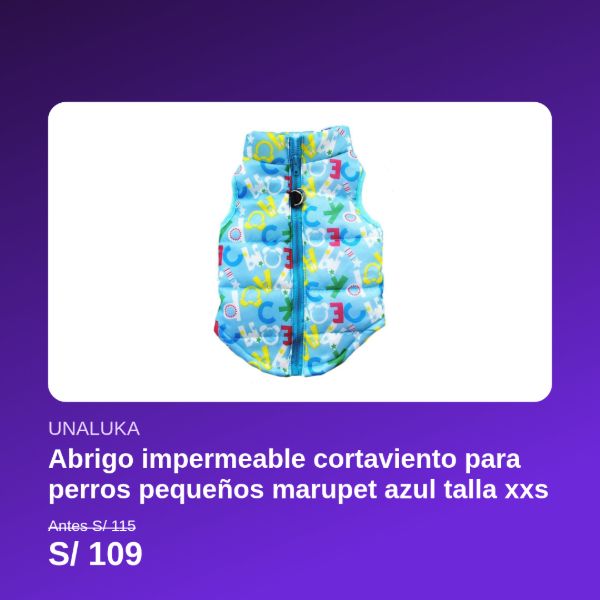 UNALUKA
Abrigo impermeable cortaviento para
perros pequeños marupet azul talla xxs
Antes S/ 115
S/ 109